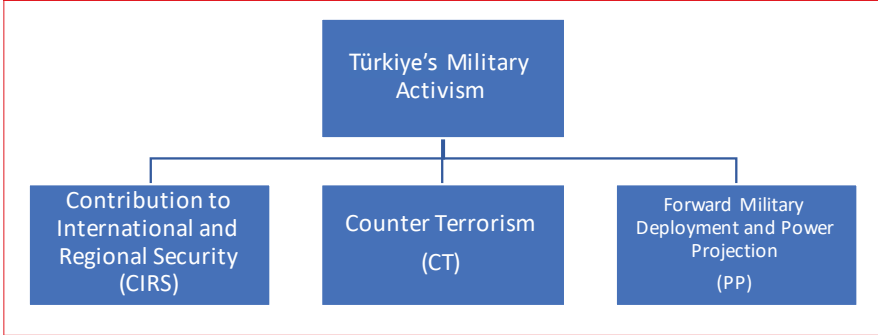 Türkiye's Military
Activism
Contribution to
International and
Regional Security
(CIRS)
Counter Terrorism
(CT)
Forward Military
Deployment and Power
Projection
(PP)